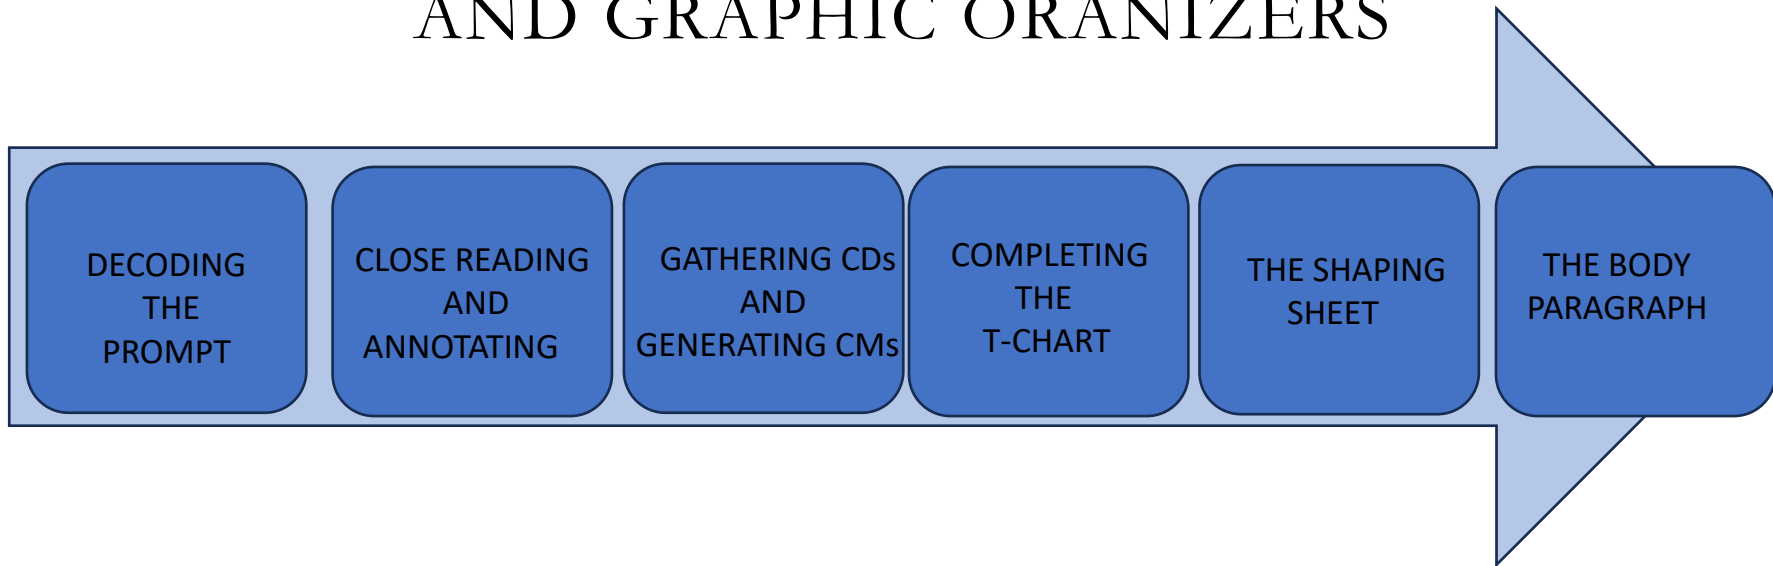 AND GRAPHIC ORANIZERS
DECODING
THE
PROMPT
CLOSE READING
AND
ANNOTATING
GATHERING CDs
AND
GENERATING CMs
COMPLETING
THE
T-CHART
THE SHAPING
SHEET
THE BODY
PARAGRAPH